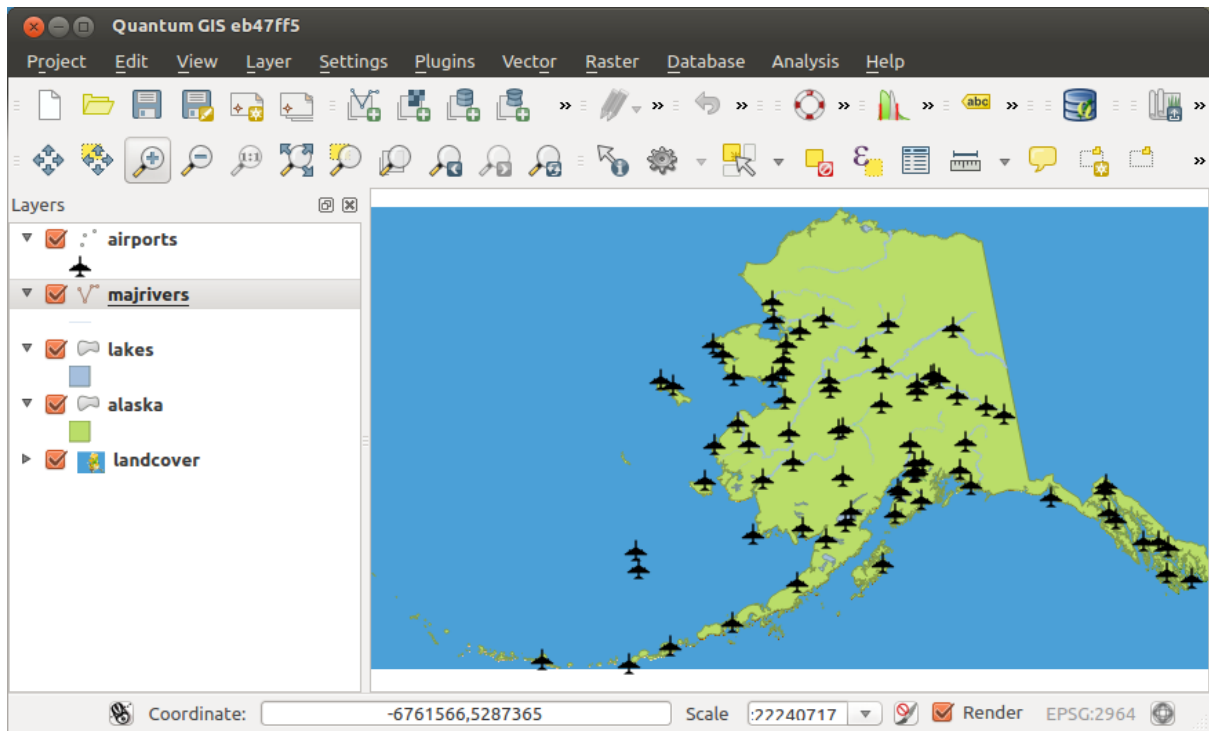 Quantum GIS eb47ff5
Project Edit View Layer Settings Plugins Vector Raster Database Analysis Help
abc
1:1
Layers
airports
majrivers
lakes
alaska
landcover
Coordinate: -6761566,5287365 Scale :22240717 Render EPSG:2964